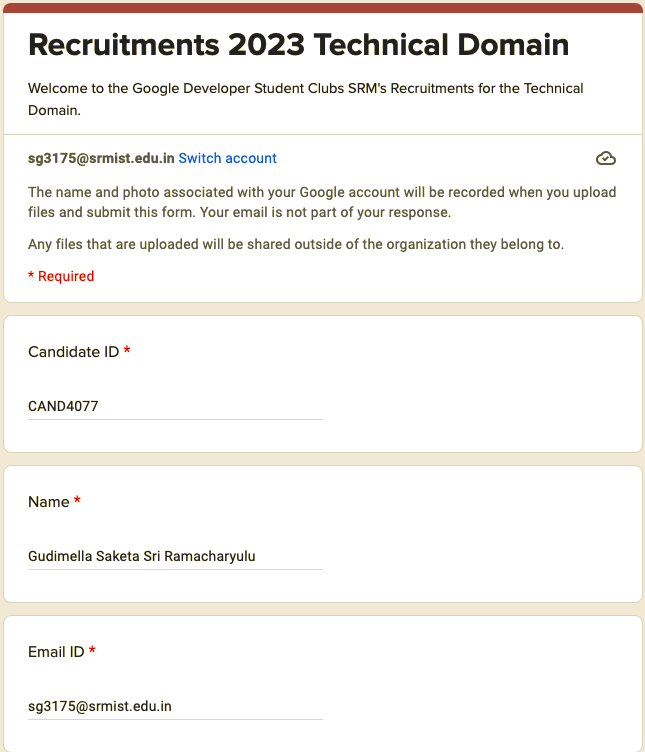 Recruitments 2023 Technical Domain
Welcome to the Google Developer Student Clubs SRM's Recruitments for the Technical
Domain.
sg3175@srmist.edu.in Switch account
The name and photo associated with your Google account will be recorded when you upload
files and submit this form. Your email is not part of your response.
Any files that are uploaded will be shared outside of the organization they belong to.
* Required
Candidate ID *
CAND4077
Name *
Gudimella Saketa Sri Ramacharyulu
Email ID *
sg3175@srmist.edu.in